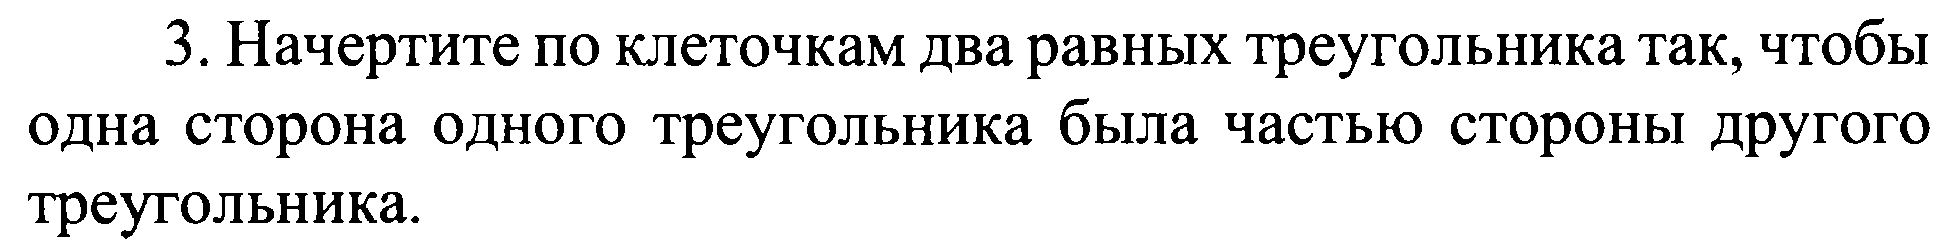 3. Начертите по клеточкам два равных треугольника так, чтобы
одна сторона одного треугольника была частью стороны другого
треугольника.